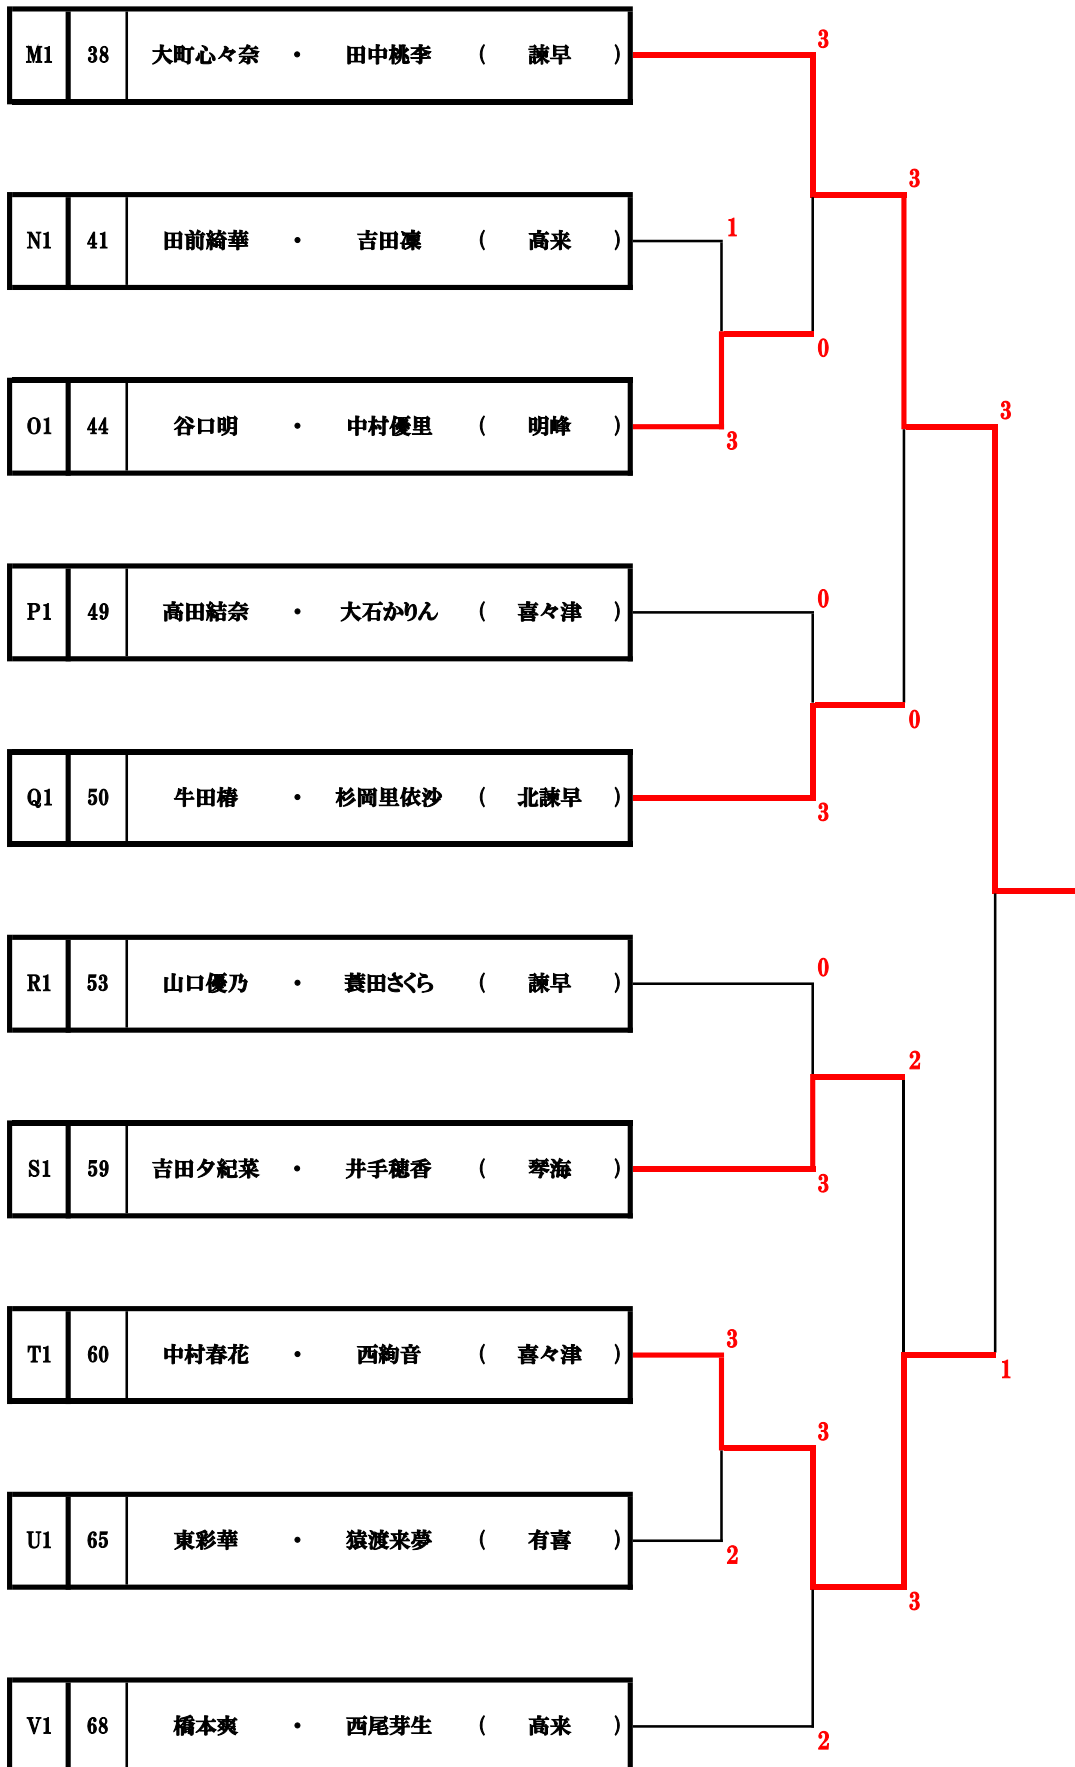 M1 38 大町心々奈 ・ 田中桃李 ( 諫早 ) 3
3
N1 41 田前綺華 ・ 吉田凜 ( 高来 ) 1
0
O1 44 谷口明 ・ 中村優里 ( 明峰 ) 3
3
P1 49 高田結奈 ・ 大石かりん ( 喜々津 ) 0
0
Q1 50 牛田椿 ・ 杉岡里依沙 ( 北諫早 ) 3
R1 53 山口優乃 ・ 蓑田さくら ( 諫早 ) 0
2
S1 59 吉田夕紀菜 ・ 井手穂香 ( 琴海 ) 3
T1 60 中村春花 ・ 西絢音 ( 喜々津 ) 3
1
3
U1 65 東彩華 ・ 猿渡来夢 ( 有喜 ) 2
3
V1 68 橋本爽 ・ 西尾芽生 ( 高来 ) 2